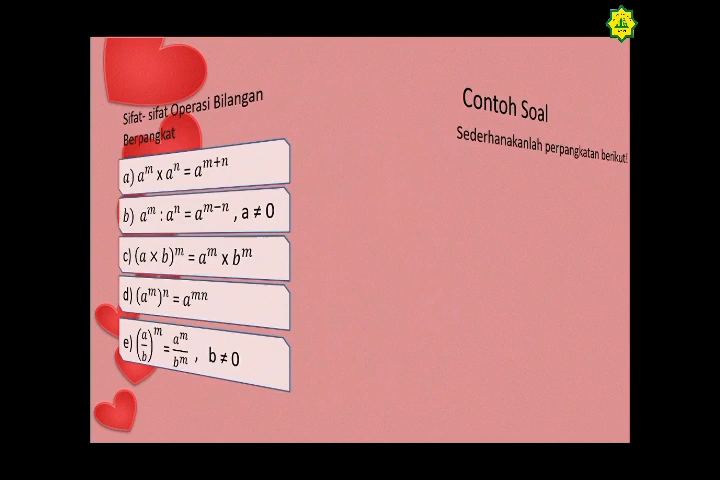 Sifat- sifat Operasi Bilangan
Berpangkat
a) aᵐ x aⁿ = aᵐ⁺ⁿ
b) aᵐ : aⁿ = aᵐ⁻ⁿ , a ≠ 0
c) (a × b)ᵐ = aᵐ x bᵐ
d) (aᵐ)ⁿ = aᵐⁿ
e) (a/b)ᵐ = aᵐ/bᵐ , b ≠ 0
Contoh Soal
Sederhanakanlah perpangkatan berikut!